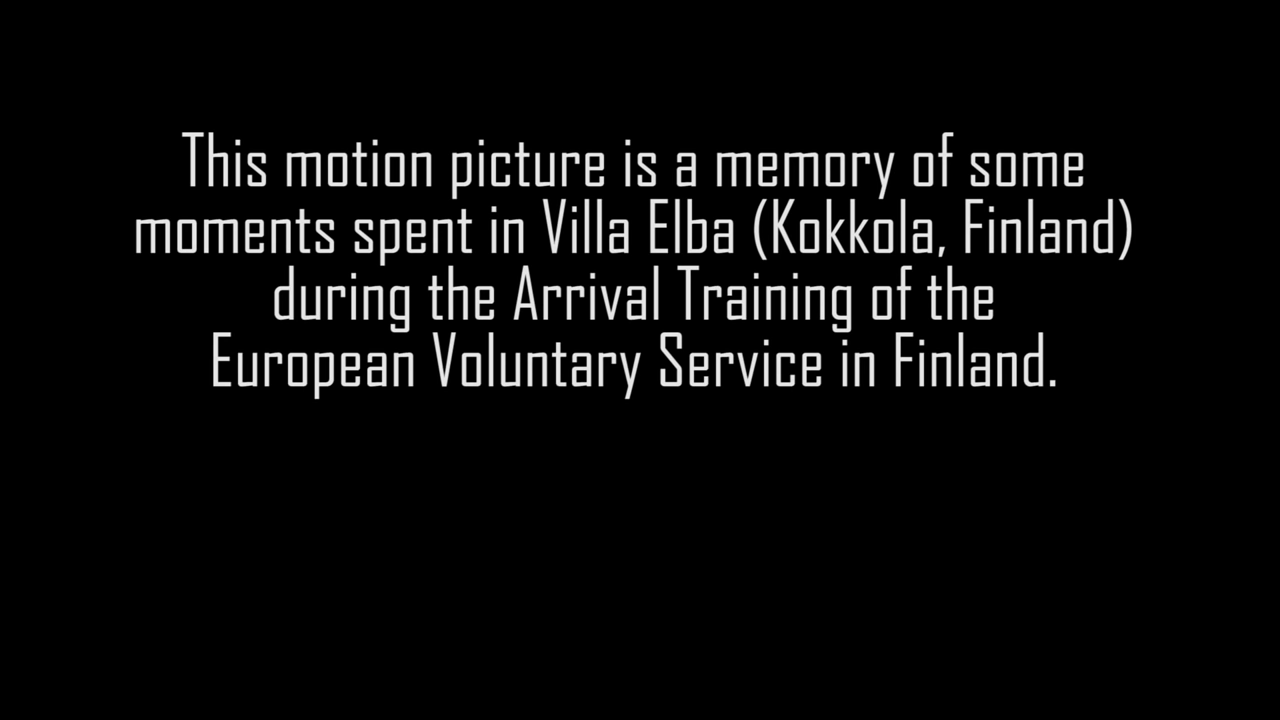 This motion picture is a memory of some
moments spent in Villa Elba (Kokkola, Finland)
during the Arrival Training of the
European Voluntary Service in Finland.